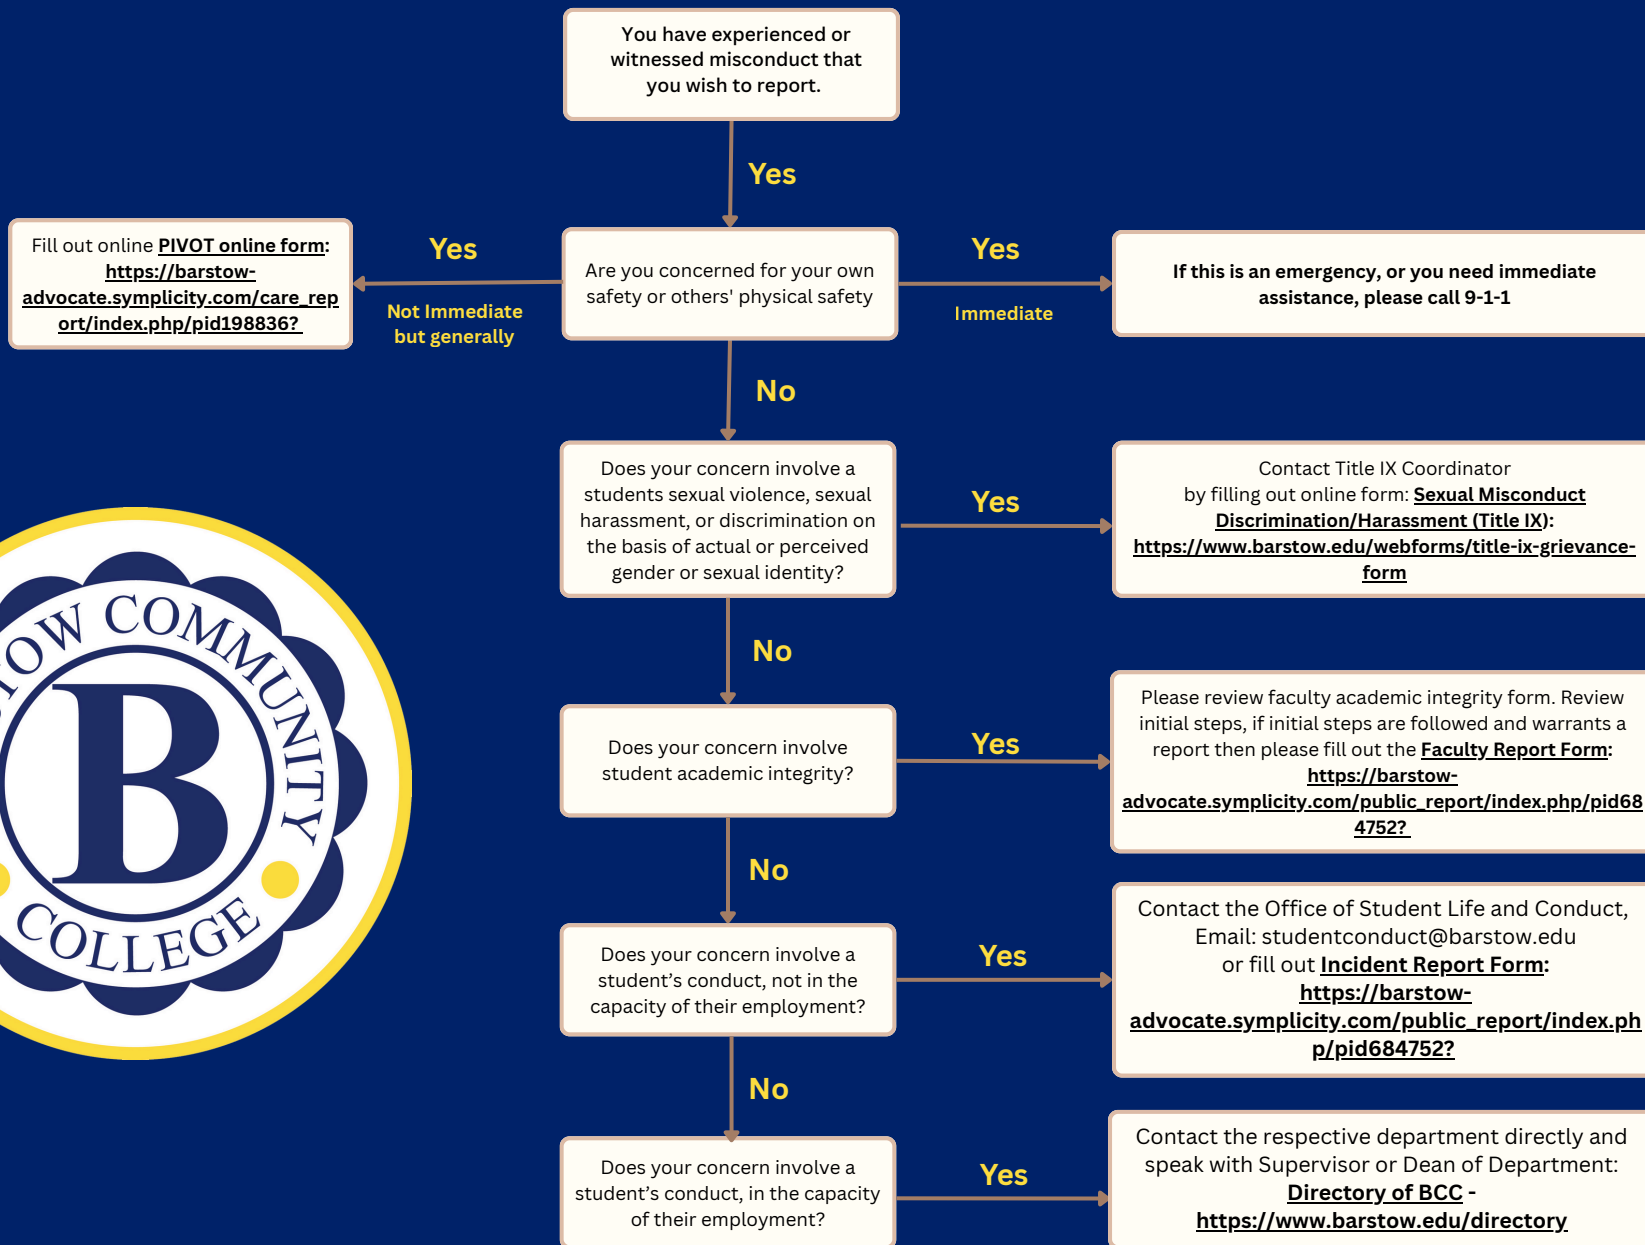 You have experienced or
witnessed misconduct that
you wish to report.
Yes
Fill out online PIVOT online form:
https://barstow-
advocate.symplicity.com/care_rep
ort/index.php/pid198836?
Yes
Not Immediate
but generally
Are you concerned for your own
safety or others' physical safety
Yes
Immediate
If this is an emergency, or you need immediate
assistance, please call 9-1-1
No
Does your concern involve a
students sexual violence, sexual
harassment, or discrimination on
the basis of actual or perceived
gender or sexual identity?
Yes
Contact Title IX Coordinator
by filling out online form: Sexual Misconduct
Discrimination/Harassment (Title IX):
https://www.barstow.edu/webforms/title-ix-grievance-
form
No
Does your concern involve
student academic integrity?
Yes
Please review faculty academic integrity form. Review
initial steps, if initial steps are followed and warrants a
report then please fill out the Faculty Report Form:
https://barstow-
advocate.symplicity.com/public_report/index.php/pid68
4752?
No
Does your concern involve a
student’s conduct, not in the
capacity of their employment?
Yes
Contact the Office of Student Life and Conduct,
Email: studentconduct@barstow.edu
or fill out Incident Report Form:
https://barstow-
advocate.symplicity.com/public_report/index.ph
p/pid684752?
No
Does your concern involve a
student’s conduct, in the capacity
of their employment?
Yes
Contact the respective department directly and
speak with Supervisor or Dean of Department:
Directory of BCC -
https://www.barstow.edu/directory
COMMUNITY
B
COLLEGE